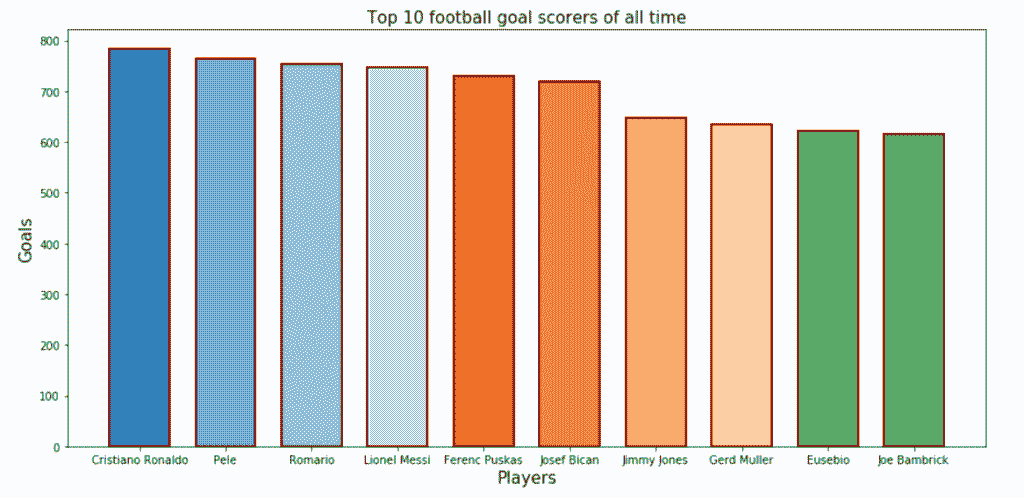 Top 10 football goal scorers of all time
800
700
600
500
400
300
200
100
0
Goals
Cristiano Ronaldo Pele Romario Lionel Messi Ferenc Puskas Josef Bican Jimmy Jones Gerd Muller Eusebio Joe Bambrick
Players